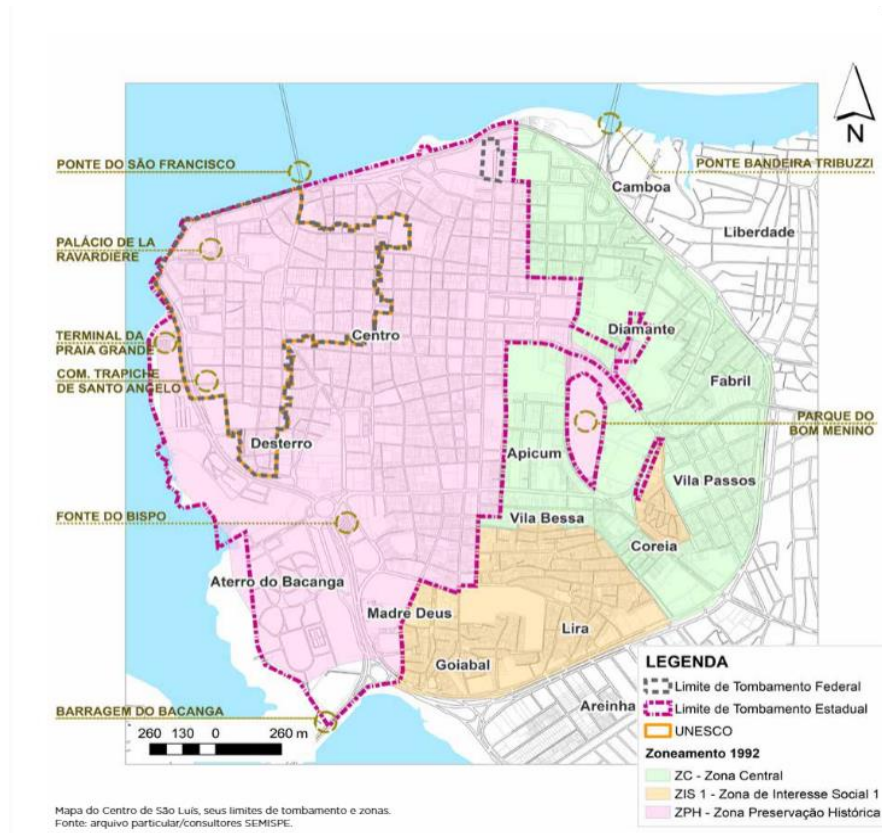 N
PONTE DO SÃO FRANCISCO
PONTE BANDEIRA TRIBUZZI
Camboa
Liberdade
PALÁCIO DE LA
RAVARDIÈRE
TERMINAL DA
PRAIA GRANDE
Centro
Diamante
COM. TRAPICHE
DE SANTO ANGELO
Fabril
PARQUE DO
BOM MENINO
Desterro
Apicum
Vila Passos
FONTE DO BISPO
Vila Bessa
Coreia
Aterro do Bacanga
Madre Deus
Lira
Goiabal
Areinha
BARRAGEM DO BACANGA
260 130 0 260 m
LEGENDA
Limite de Tombamento Federal
Limite de Tombamento Estadual
UNESCO
Zoneamento 1992
ZC - Zona Central
ZIS 1 - Zona de Interesse Social 1
ZPH - Zona Preservação Histórica
Mapa do Centro de São Luís, seus limites de tombamento e zonas.
Fonte: arquivo particular/consultores SEMISPE.